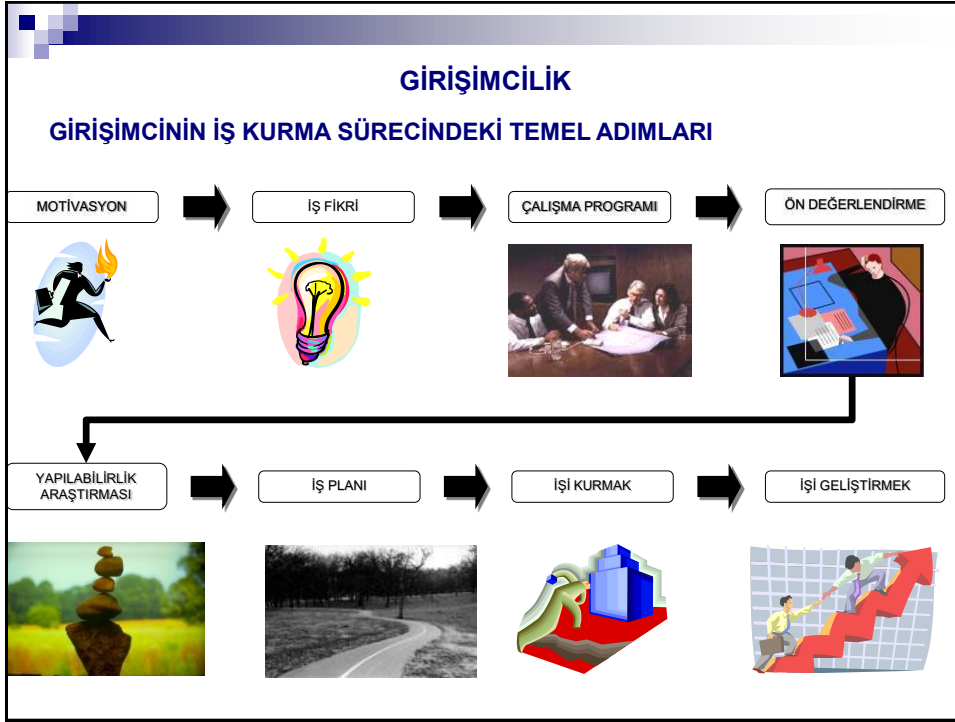 GİRİŞİMCİLİK
GİRİŞİMCİNİN İŞ KURMA SÜRECİNDEKİ TEMEL ADIMLARI
MOTİVASYON
İŞ FİKRİ
ÇALIŞMA PROGRAMI
ÖN DEĞERLENDİRME
YAPILABİLİRLİK
ARAŞTIRMASI
İŞ PLANI
İŞİ KURMAK
İŞİ GELİŞTİRMEK